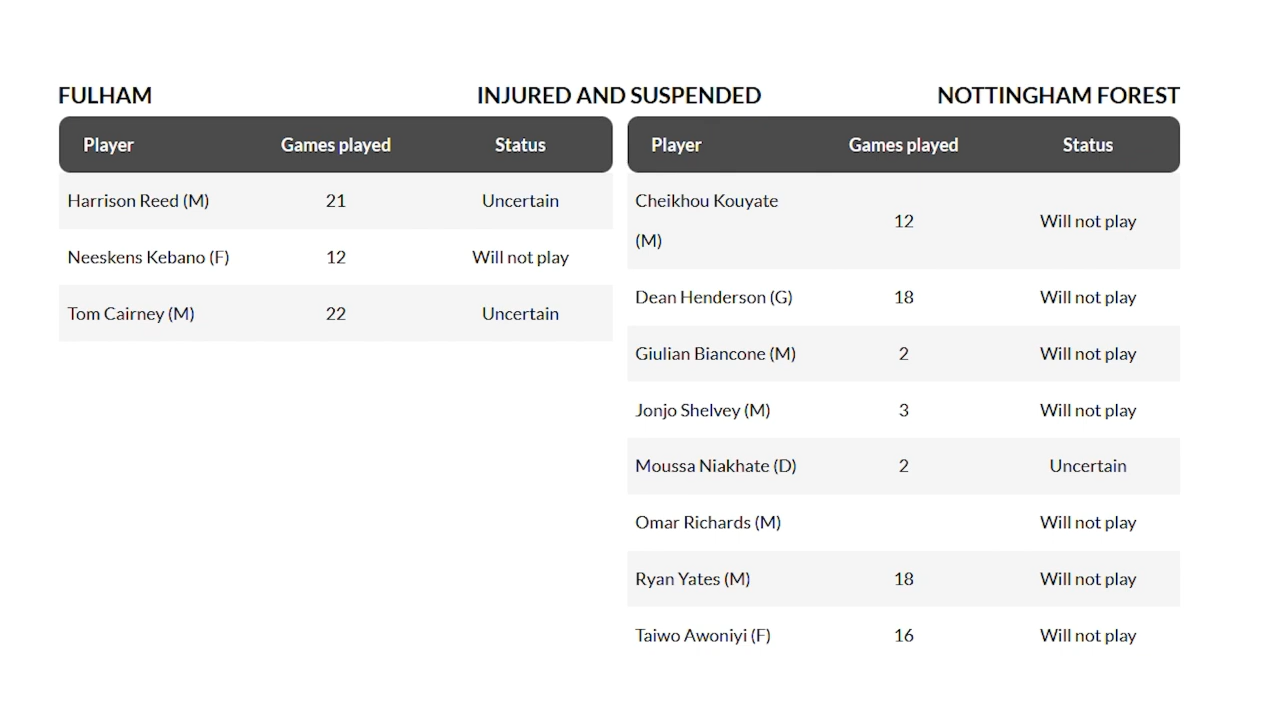 FULHAM INJURED AND SUSPENDED NOTTINGHAM FOREST
Player Games played Status
Harrison Reed (M) 21 Uncertain
Neeskens Kebano (F) 12 Will not play
Tom Cairney (M) 22 Uncertain
Player Games played Status
Cheikhou Kouyate
(M) 12 Will not play
Dean Henderson (G) 18 Will not play
Giulian Biancone (M) 2 Will not play
Jonjo Shelvey (M) 3 Will not play
Moussa Niakhate (D) 2 Uncertain
Omar Richards (M) Will not play
Ryan Yates (M) 18 Will not play
Taiwo Awoniyi (F) 16 Will not play